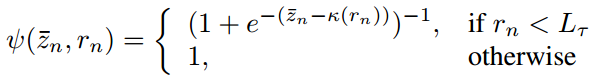 ψ(z̄ₙ, rₙ) = { (1 + e^{−(z̄ₙ−κ(rₙ))})^{−1}, if rₙ < L_τ
1, otherwise